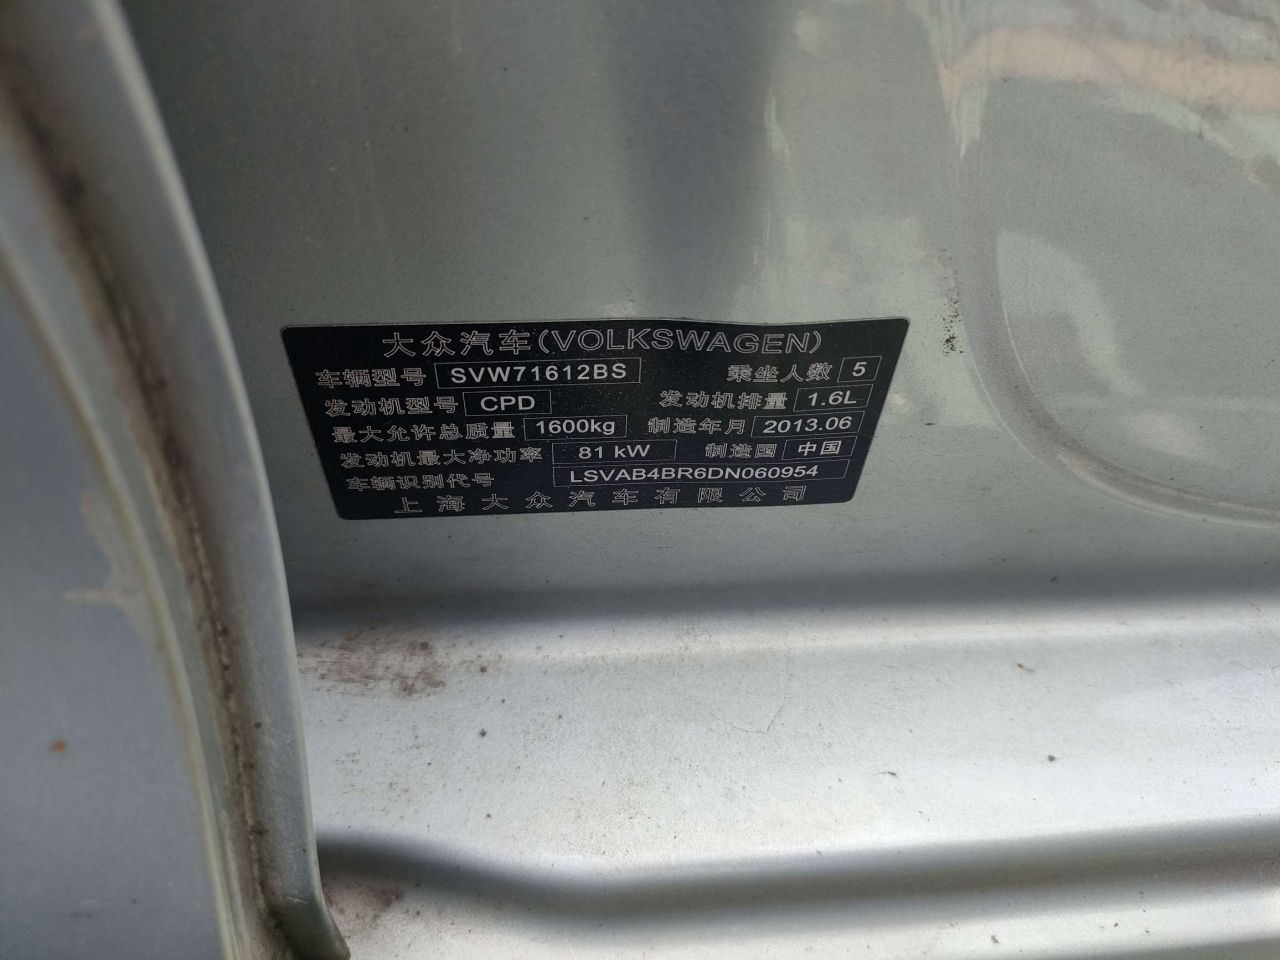 大众汽车(VOLKSWAGEN)
车辆型号 SVW71612BS 乘坐人数 5
发动机型号 CPD 发动机排量 1.6L
最大允许总质量 1600kg 制造年月 2013.06
发动机最大净功率 81 kW 制造国 中国
车辆识别代号 LSVAB4BR6DN060954
上海大众汽车有限公司